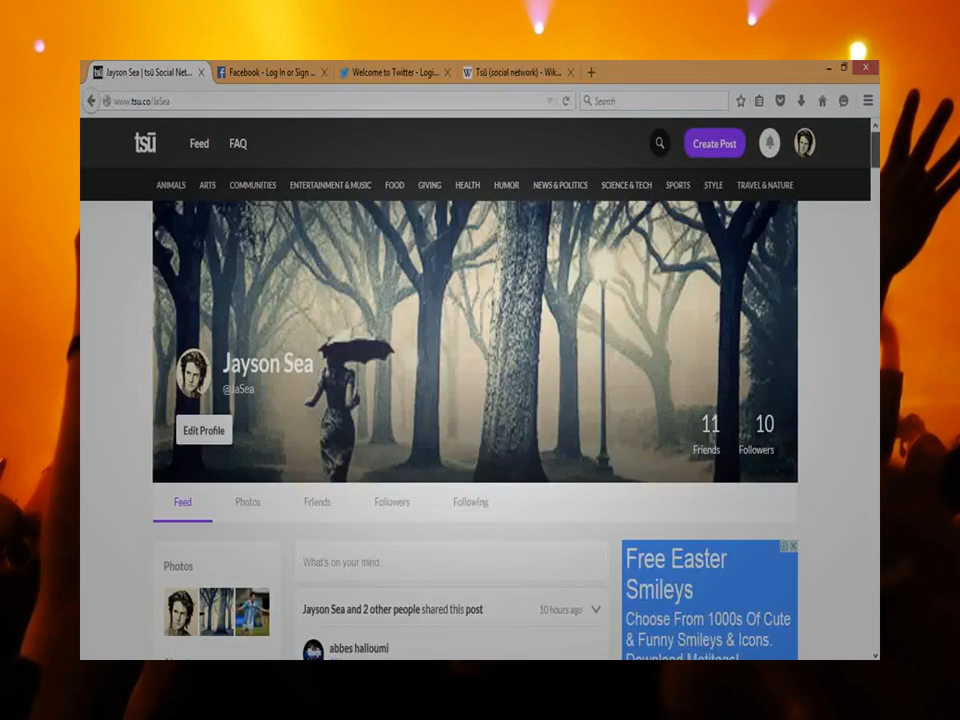 Jayson Sea | tsū Social Net...
Facebook - Log In or Sign ...
Welcome to Twitter - Logi...
Tsū (social network) - Wik...
www.tsu.co/JaSea
Search
tsū
Feed
FAQ
Create Post
ANIMALS
ARTS
COMMUNITIES
ENTERTAINMENT & MUSIC
FOOD
GIVING
HEALTH
HUMOR
NEWS & POLITICS
SCIENCE & TECH
SPORTS
STYLE
TRAVEL & NATURE
Jayson Sea
@JaSea
Edit Profile
11
Friends
10
Followers
Feed
Photos
Friends
Followers
Following
Photos
What's on your mind...
Jayson Sea and 2 other people shared this post
10 hours ago
abbes halloumi
Free Easter
Smileys
Choose From 1000s Of Cute
& Funny Smileys & Icons.
Download Motitags!